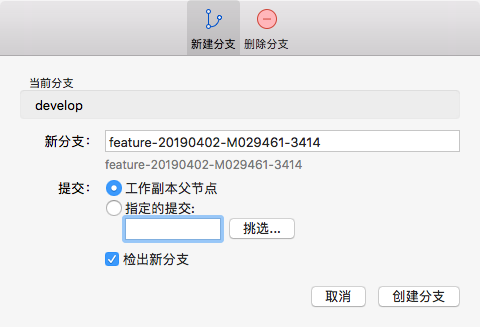 新建分支 删除分支
当前分支
develop
新分支: feature-20190402-M029461-3414
feature-20190402-M029461-3414
提交: 工作副本父节点
指定的提交:
挑选...
检出新分支
取消 创建分支